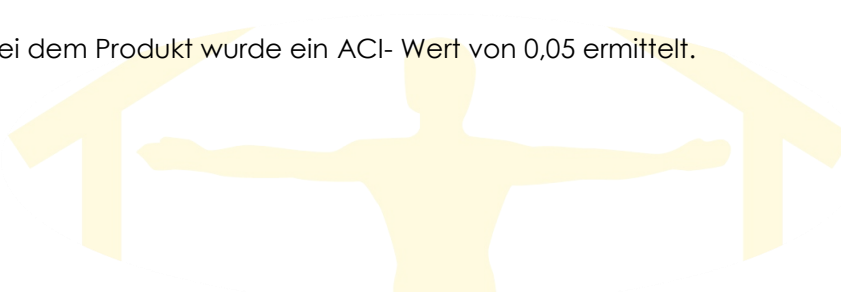 ei dem Produkt wurde ein ACI- Wert von 0,05 ermittelt.